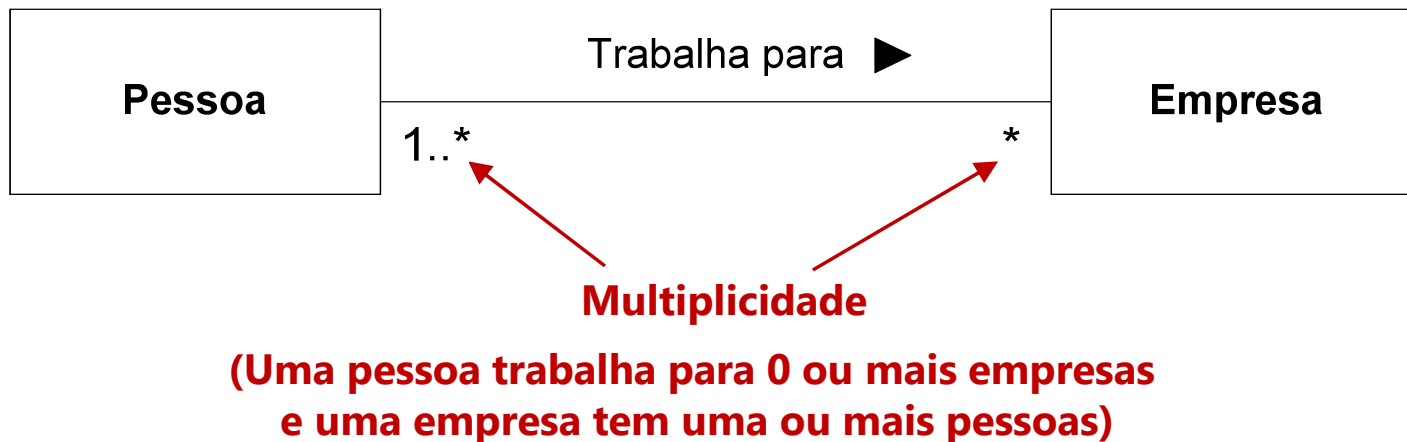 Trabalha para ►
Pessoa
Empresa
1..*
*
Multiplicidade
(Uma pessoa trabalha para 0 ou mais empresas
e uma empresa tem uma ou mais pessoas)